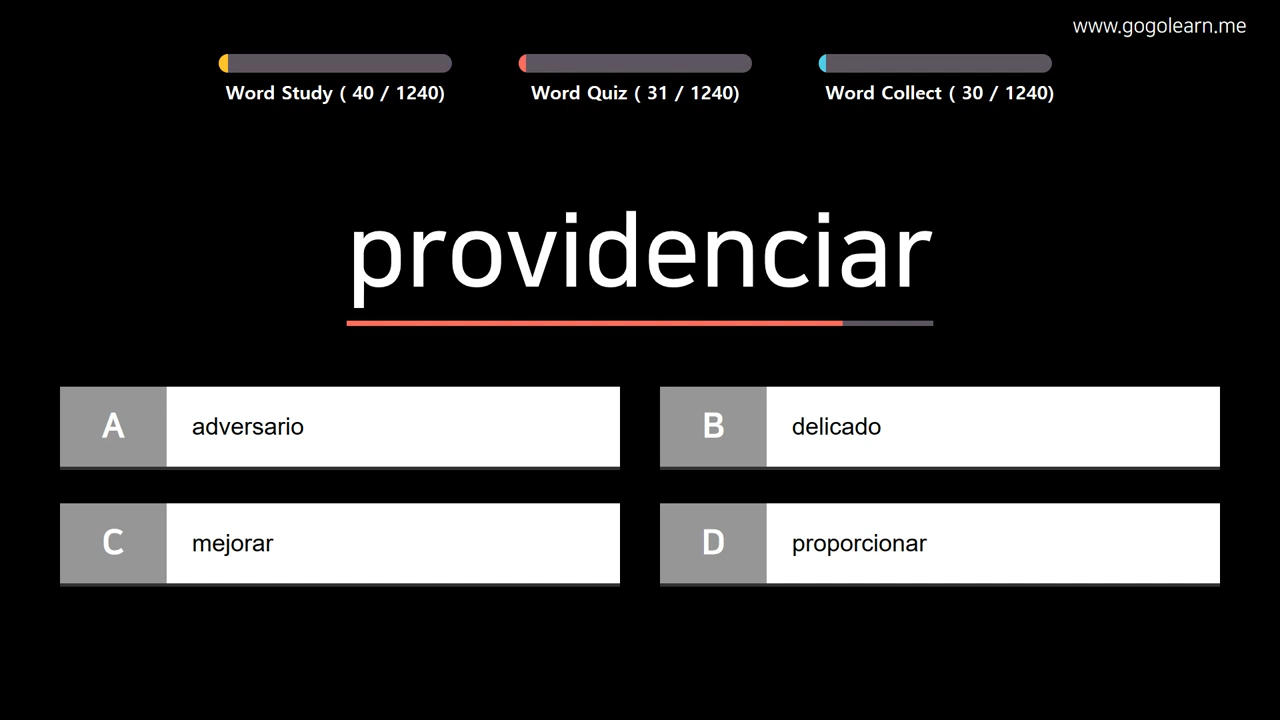 www.gogolearn.me
Word Study ( 40 / 1240)
Word Quiz ( 31 / 1240)
Word Collect ( 30 / 1240)
providenciar
A adversario
B delicado
C mejorar
D proporcionar